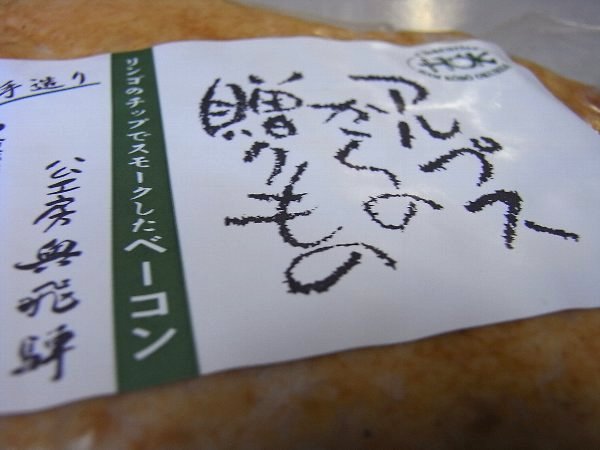 アルプス
からの
贈りもの
リンゴのチップでスモークしたベーコン
手造り
工房奥飛騨